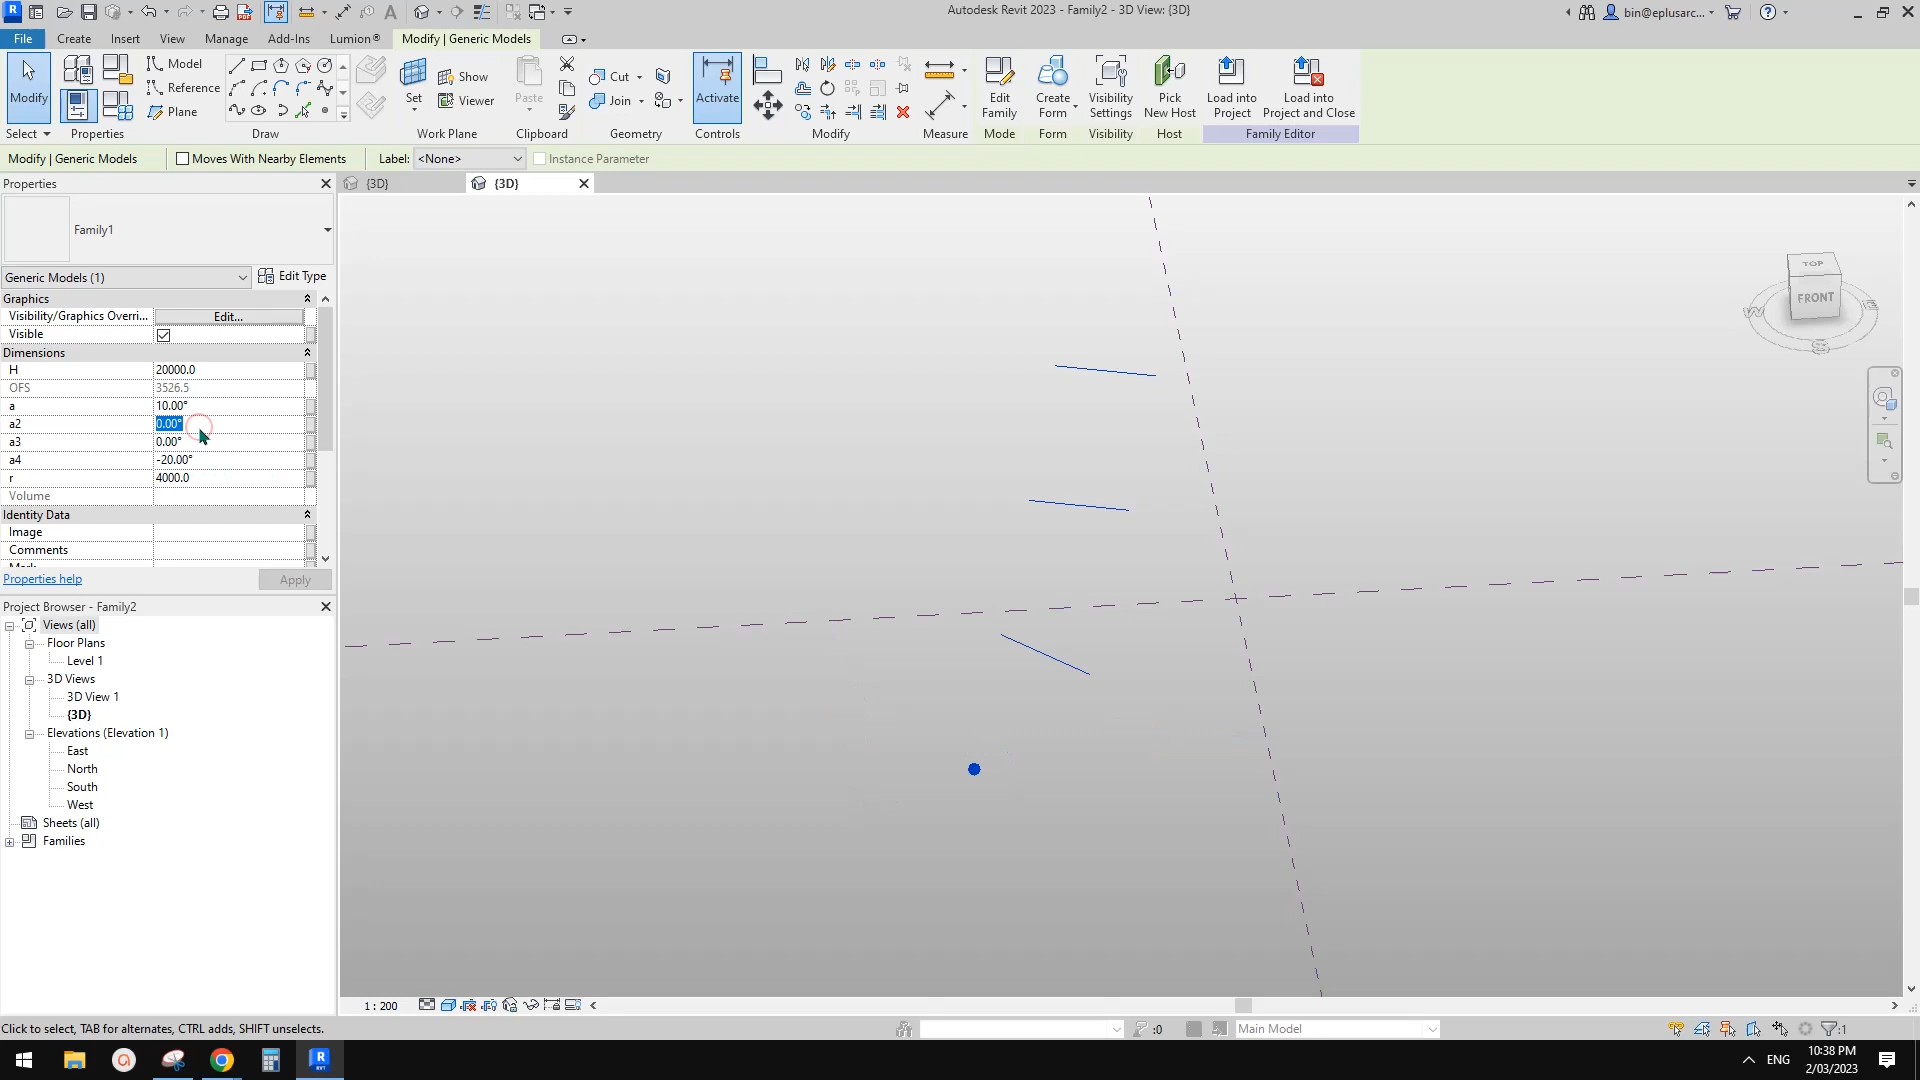 Autodesk Revit 2023 - Family2 - 3D View: {3D}
bin@eplusarc...
File Create Insert View Manage Add-Ins Lumion® Modify | Generic Models
Modify Model Reference Plane Set Show Viewer Paste Cut Join Activate Edit Family Create Form Visibility Settings Pick New Host Load into Project Load into Project and Close
Select Properties Draw Work Plane Clipboard Geometry Controls Modify Measure Mode Form Visibility Host Family Editor
Modify | Generic Models Moves With Nearby Elements Label: <None> Instance Parameter
Properties {3D} {3D}
Family1
Generic Models (1) Edit Type
Graphics
Visibility/Graphics Overri... Edit...
Visible
Dimensions
H 20000.0
OFS 3526.5
a 10.00°
a2 0.00°
a3 0.00°
a4 -20.00°
r 4000.0
Volume
Identity Data
Image
Comments
Mark
Properties help Apply
Project Browser - Family2
Views (all)
Floor Plans
Level 1
3D Views
3D View 1
{3D}
Elevations (Elevation 1)
East
North
South
West
Sheets (all)
Families
TOP
FRONT
W E
S
1 : 200
Click to select, TAB for alternates, CTRL adds, SHIFT unselects. :0 Main Model :1
ENG 10:38 PM
2/03/2023